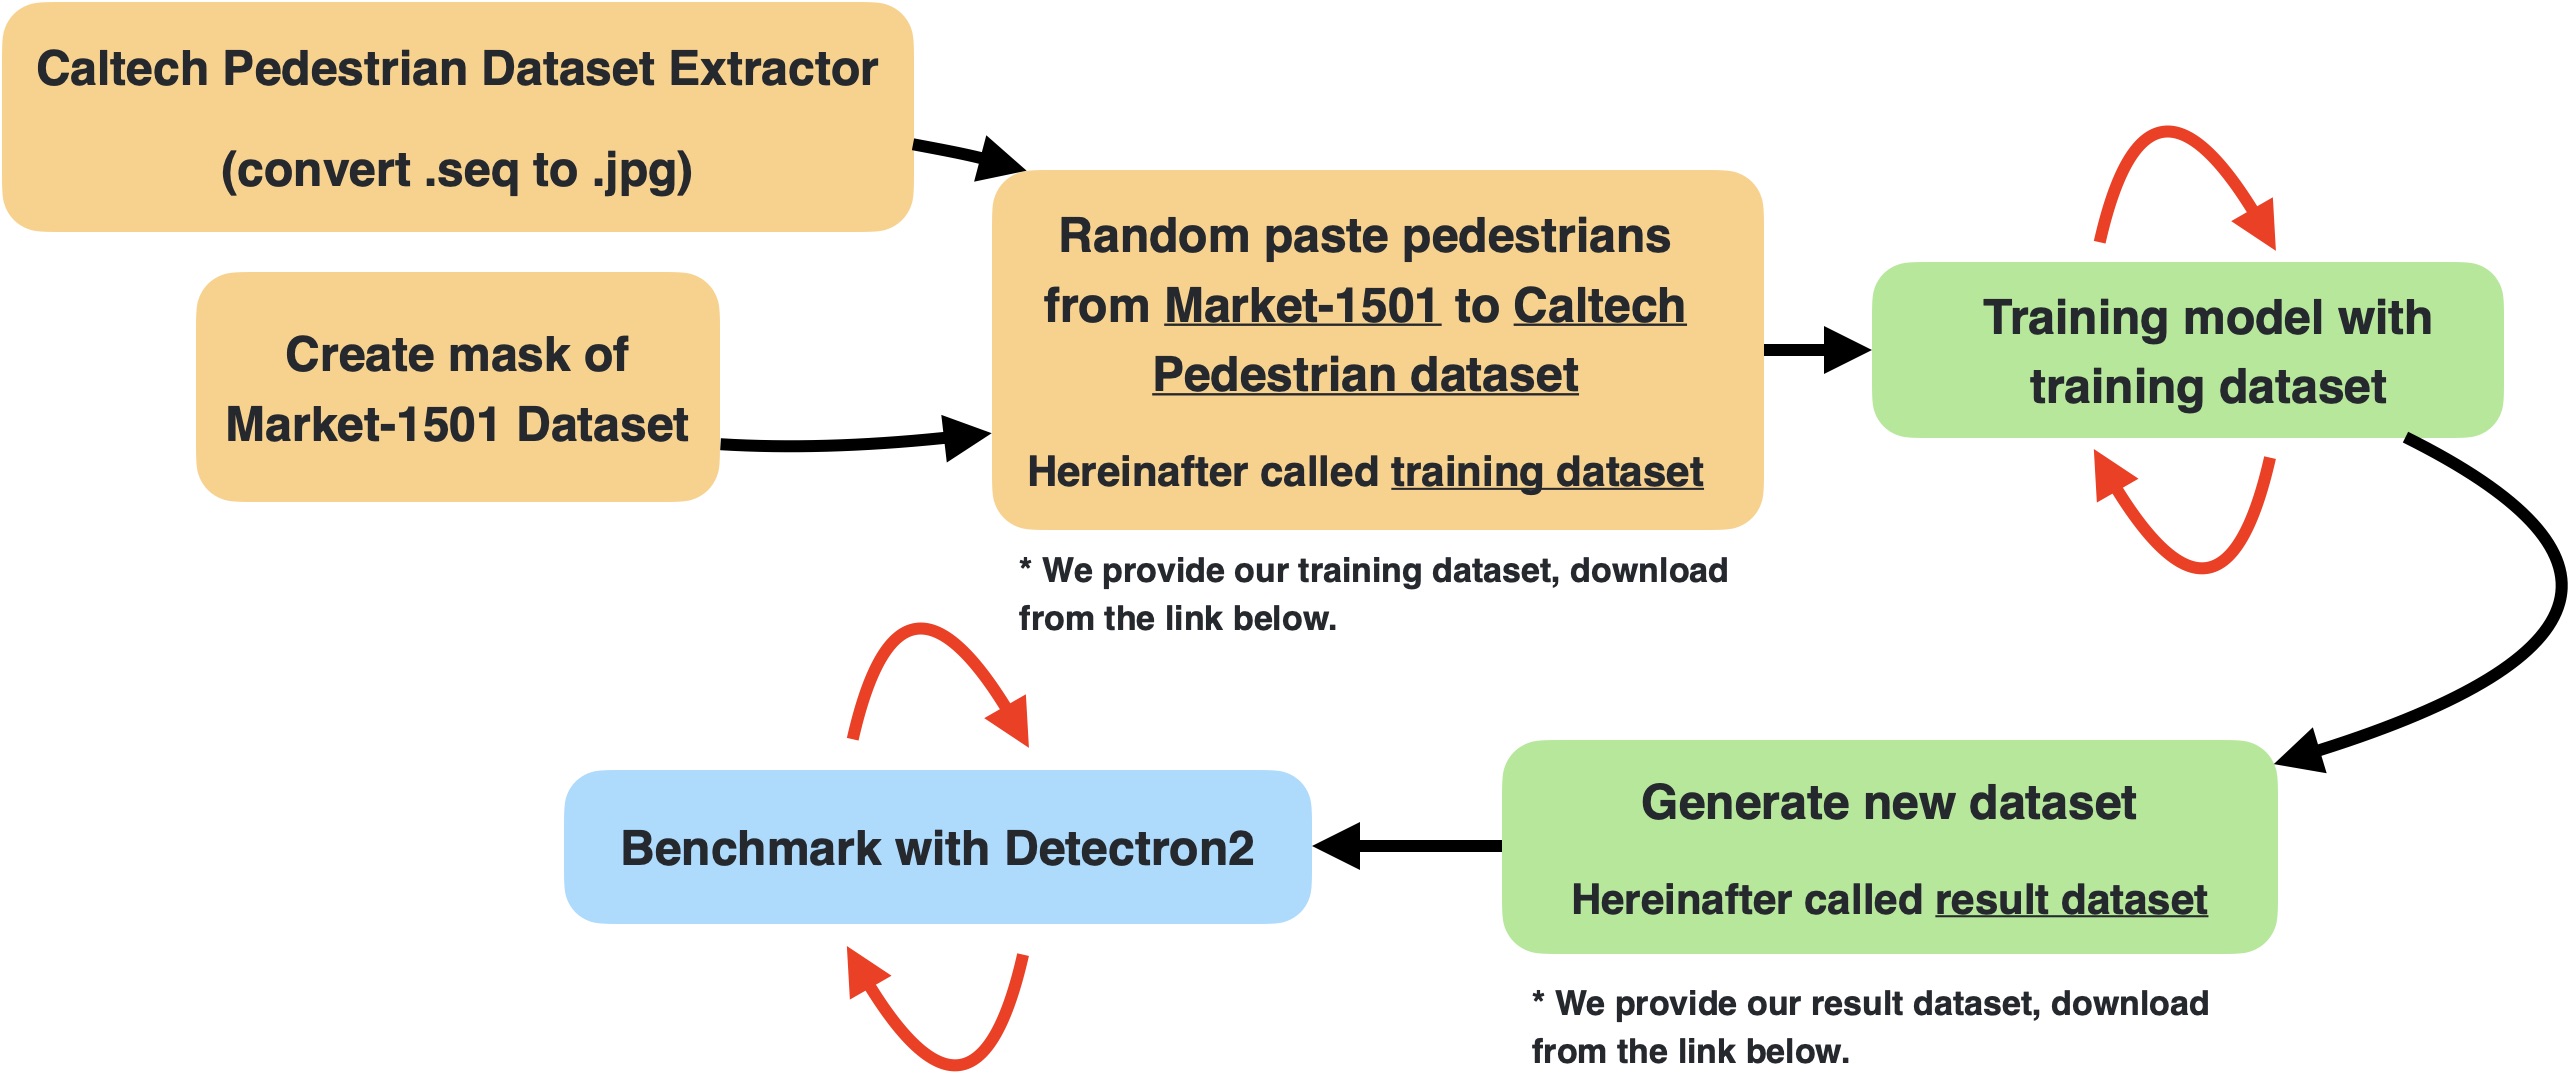 Caltech Pedestrian Dataset Extractor
(convert .seq to .jpg)
Create mask of
Market-1501 Dataset
Random paste pedestrians
from Market-1501 to Caltech
Pedestrian dataset
Hereinafter called training dataset
* We provide our training dataset, download
from the link below.
Training model with
training dataset
Generate new dataset
Hereinafter called result dataset
* We provide our result dataset, download
from the link below.
Benchmark with Detectron2